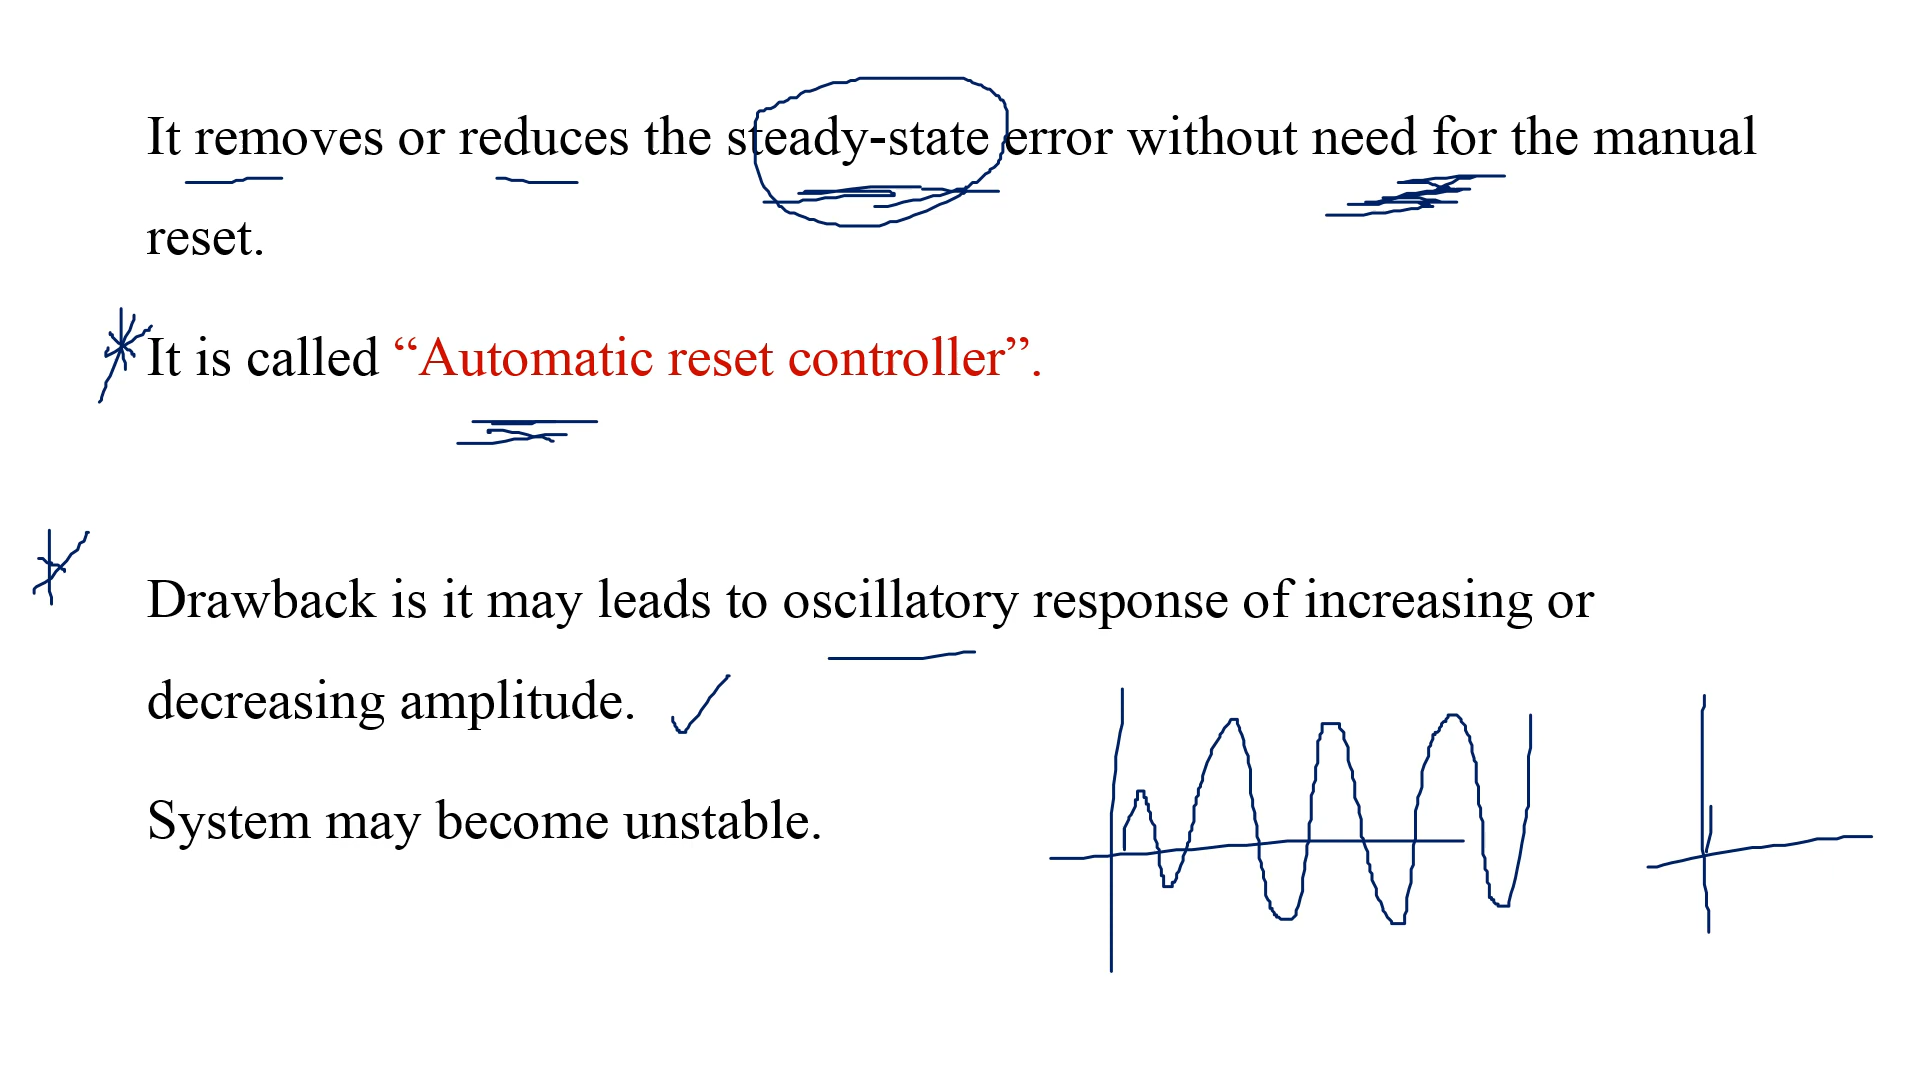 It removes or reduces the steady-state error without need for the manual
reset.
It is called “Automatic reset controller”.
Drawback is it may leads to oscillatory response of increasing or
decreasing amplitude.
System may become unstable.